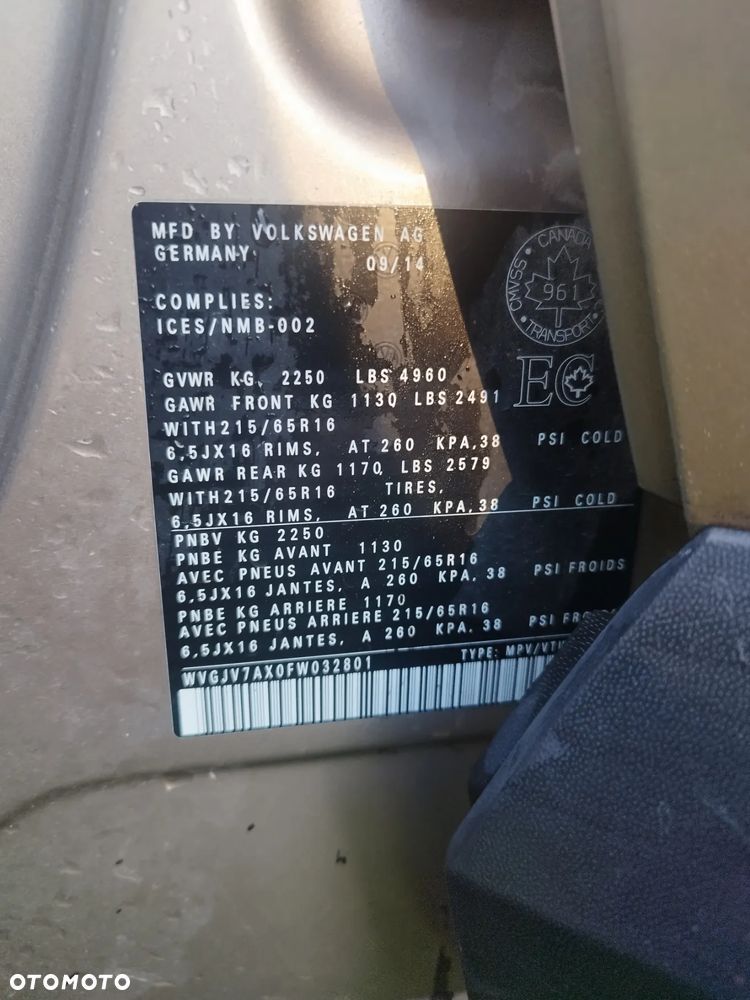 MFD BY VOLKSWAGEN AG
GERMANY 09/14
COMPLIES:
ICES/NMB-002
CANADA
CMVSS
961
TRANSPORT
EC
GVWR KG, 2250 LBS 4960
GAWR FRONT KG 1130 LBS 2491
WITH215/65R16
6,5JX16 RIMS, AT 260 KPA,38 PSI COLD
GAWR REAR KG 1170, LBS 2579
WITH215/65R16 TIRES,
6,5JX16 RIMS, AT 260 KPA,38 PSI COLD
PNBV KG 2250
PNBE KG AVANT 1130
AVEC PNEUS AVANT 215/65R16
6,5JX16 JANTES, A 260 KPA, 38 PSI FROIDS
PNBE KG ARRIERE 1170
AVEC PNEUS ARRIERE 215/65R16
6,5JX16 JANTES, A 260 KPA. 38 PSI
WVGJV7AX0FW032801 TYPE: MPV/
OTOMOTO